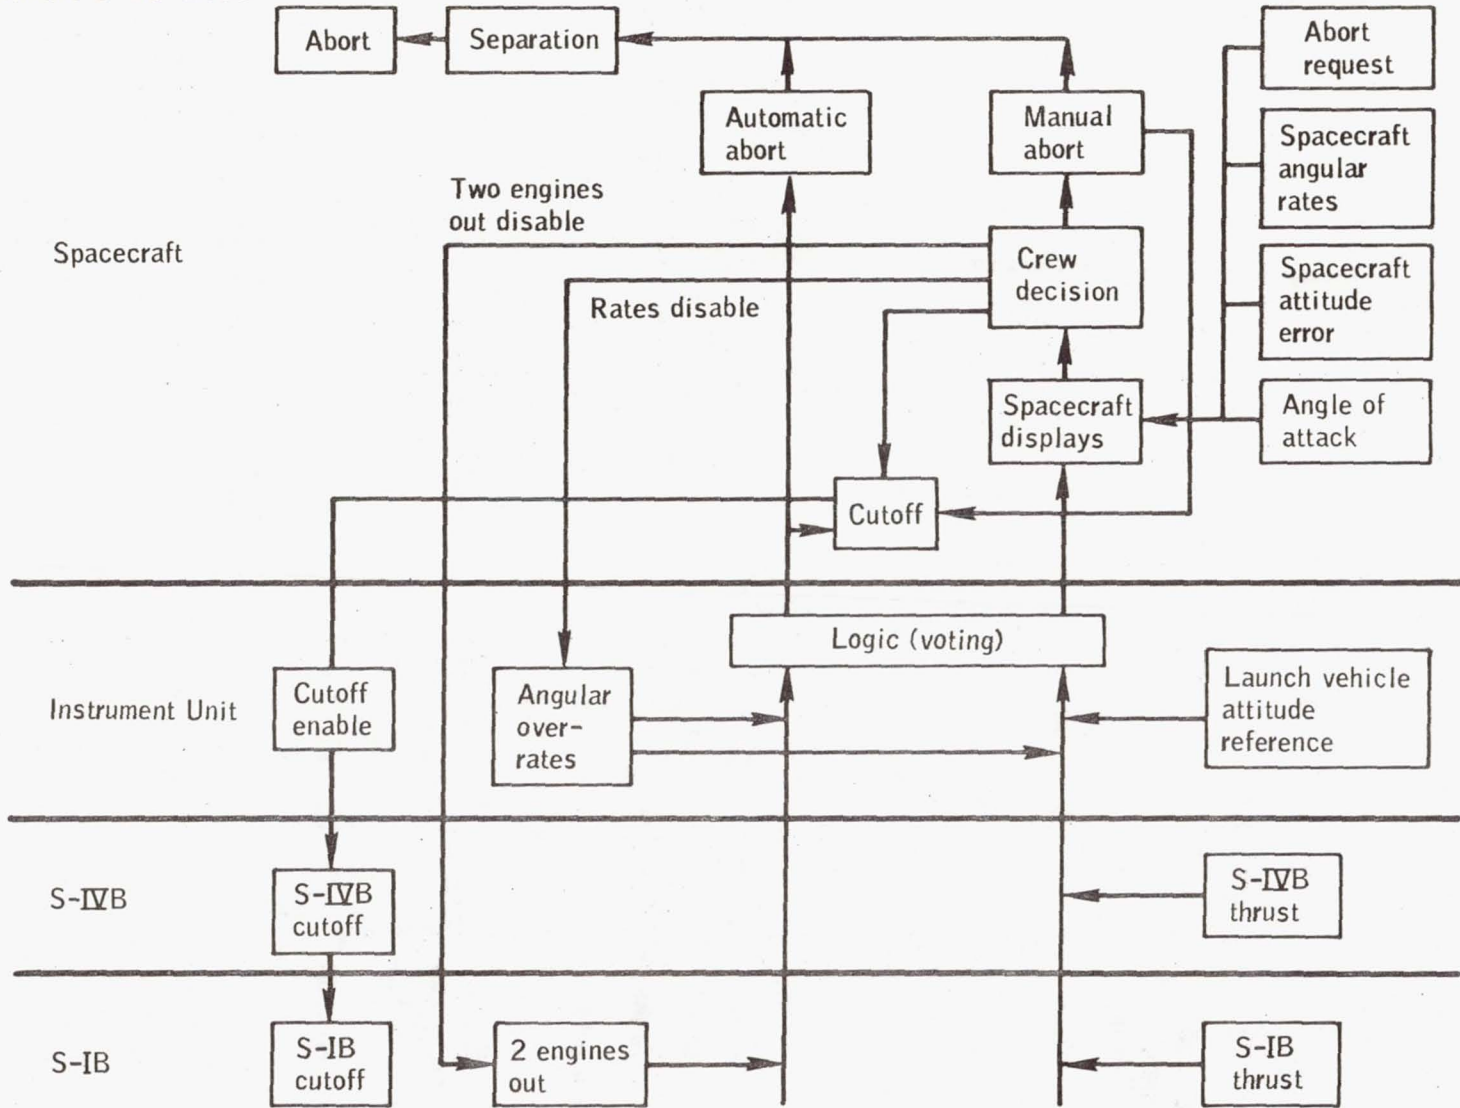 Abort
Separation
Abort
request
Automatic
abort
Manual
abort
Spacecraft
angular
rates
Two engines
out disable
Spacecraft
Crew
decision
Spacecraft
attitude
error
Rates disable
Spacecraft
displays
Angle of
attack
Cutoff
Logic (voting)
Instrument Unit
Cutoff
enable
Angular
over-
rates
Launch vehicle
attitude
reference
S-IVB
S-IVB
cutoff
S-IVB
thrust
S-IB
S-IB
cutoff
2 engines
out
S-IB
thrust